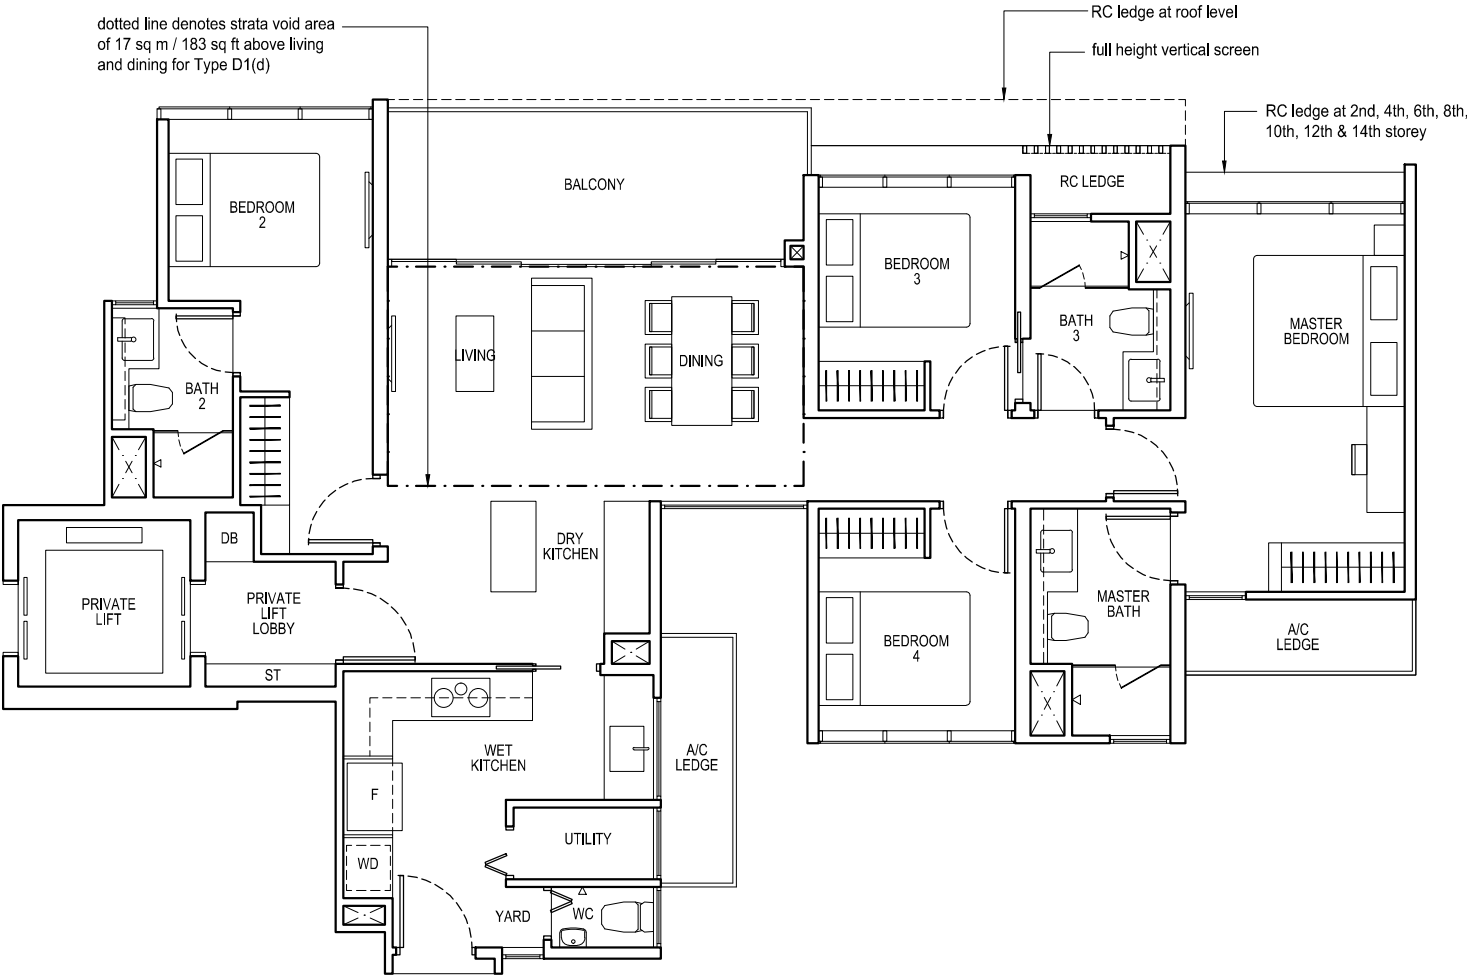 dotted line denotes strata void area
of 17 sq m / 183 sq ft above living
and dining for Type D1(d)
RC ledge at roof level
full height vertical screen
RC ledge at 2nd, 4th, 6th, 8th,
10th, 12th & 14th storey
BEDROOM
2
BALCONY
RC LEDGE
BEDROOM
3
BATH
3
MASTER
BEDROOM
LIVING
DINING
BATH
2
X
X
DB
DRY
KITCHEN
PRIVATE
LIFT
PRIVATE
LIFT
LOBBY
ST
BEDROOM
4
MASTER
BATH
A/C
LEDGE
X
WET
KITCHEN
A/C
LEDGE
F
UTILITY
WD
YARD
WC